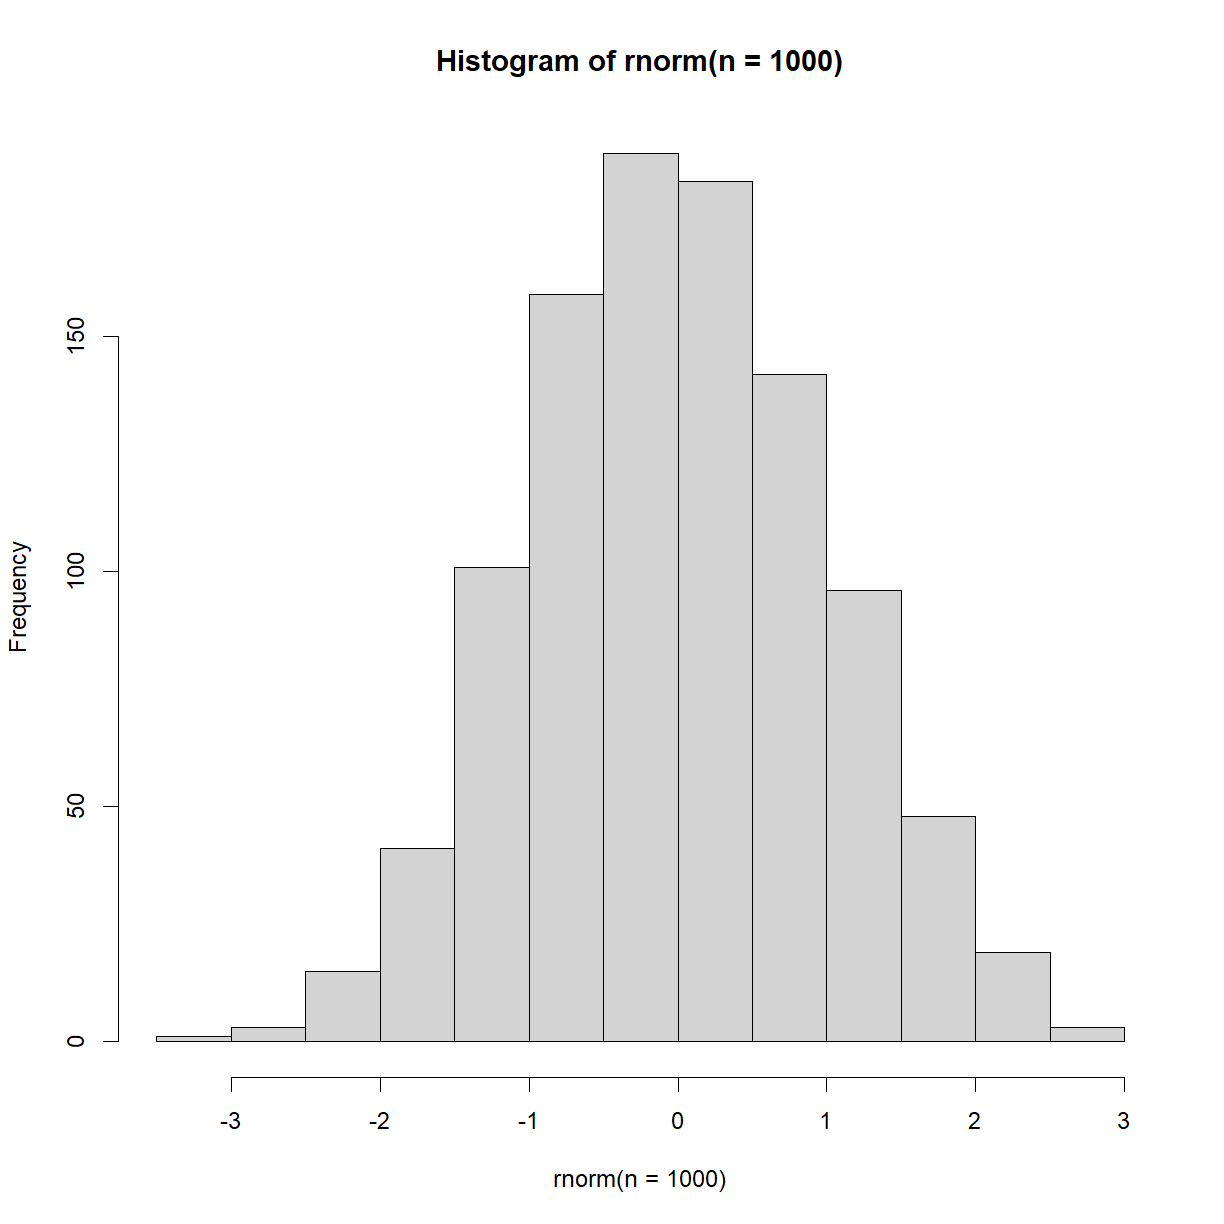 Histogram of rnorm(n = 1000)
Frequency
150
100
50
0
-3 -2 -1 0 1 2 3
rnorm(n = 1000)